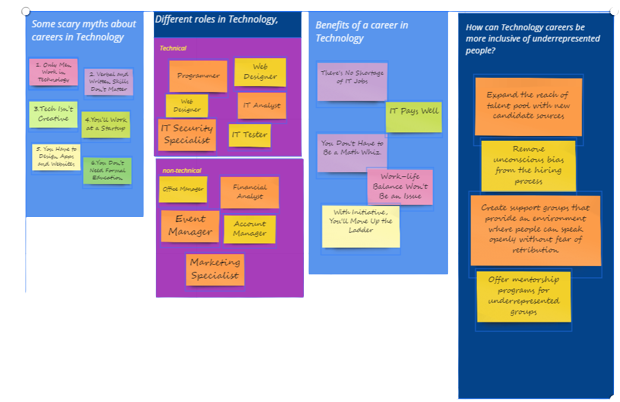 Some scary myths about
careers in Technology
1. Only Men
Work in
Technology
2. Verbal and
Written Skills
Don't Matter
3.Tech Isn't
Creative
4.You'll Work
at a Startup
5. You Have to
Design Apps
and Websites
6.You Don't
Need Formal
Education
Different roles in Technology,
Technical
Programmer
Web
Designer
Web
Designer
IT Analyst
IT Security
Specialist
IT Tester
non-technical
Office Manager
Financial
Analyst
Event
Manager
Account
Manager
Marketing
Specialist
Benefits of a career in
Technology
There's No Shortage
of IT Jobs
IT Pays Well
You Don't Have to
Be a Math Whiz
Work-life
Balance Won't
Be an Issue
With Initiative,
You'll Move Up the
Ladder
How can Technology careers be
more inclusive of underrepresented
people?
Expand the reach of
talent pool with new
candidate sources
Remove
unconscious bias
from the hiring
process
Create support groups that
provide an environment
where people can speak
openly without fear of
retribution.
Offer mentorship
programs for
underrepresented
groups